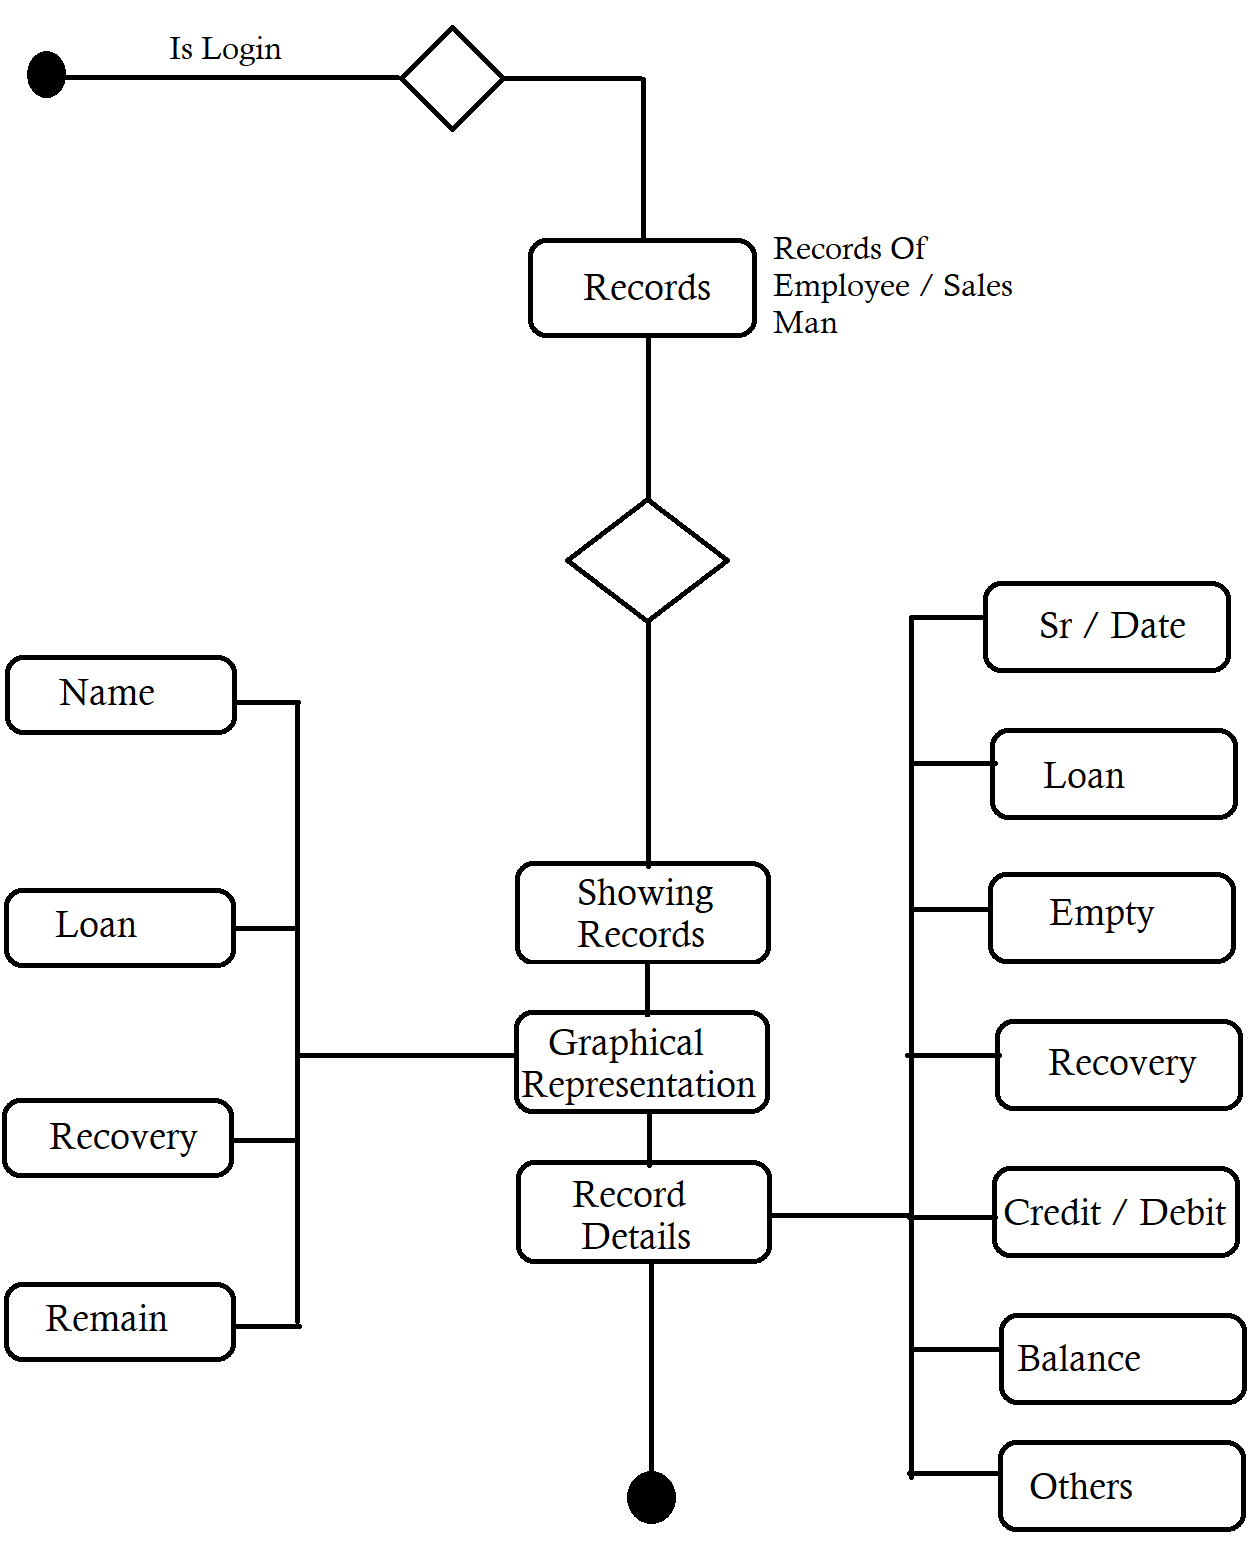 Is Login
Records
Records Of
Employee / Sales
Man
Sr / Date
Name
Loan
Loan
Showing
Records
Empty
Graphical
Representation
Recovery
Recovery
Record
Details
Credit / Debit
Remain
Balance
Others